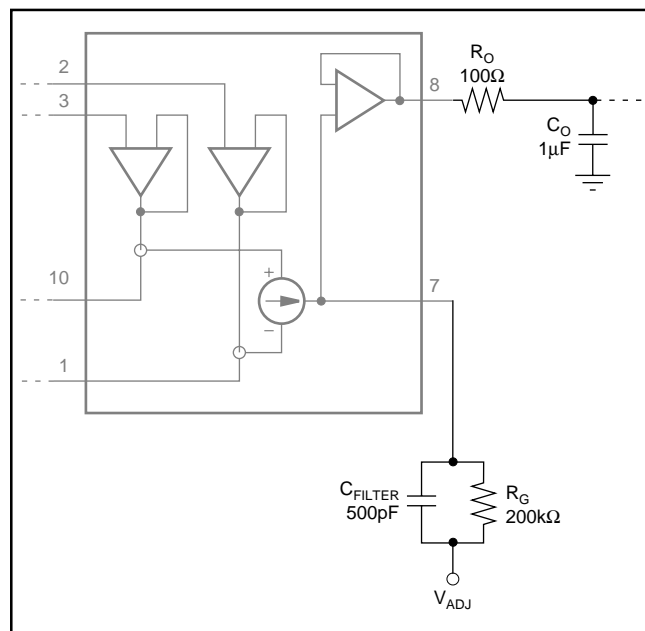 2
3
8
R_O
100Ω
C_O
1μF
10
+
−
7
1
C_FILTER
500pF
R_G
200kΩ
V_ADJ